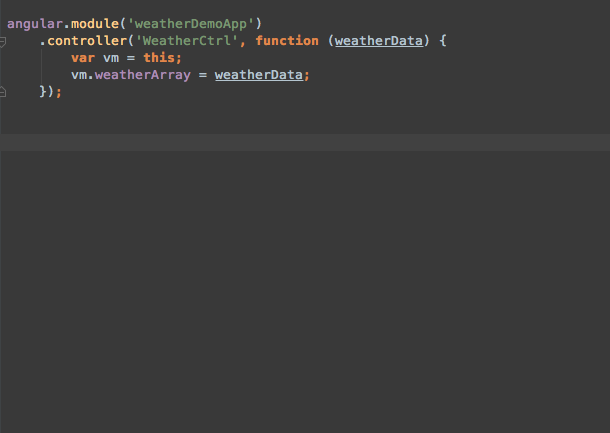 angular.module('weatherDemoApp')
    .controller('WeatherCtrl', function (weatherData) {
        var vm = this;
        vm.weatherArray = weatherData;
    });